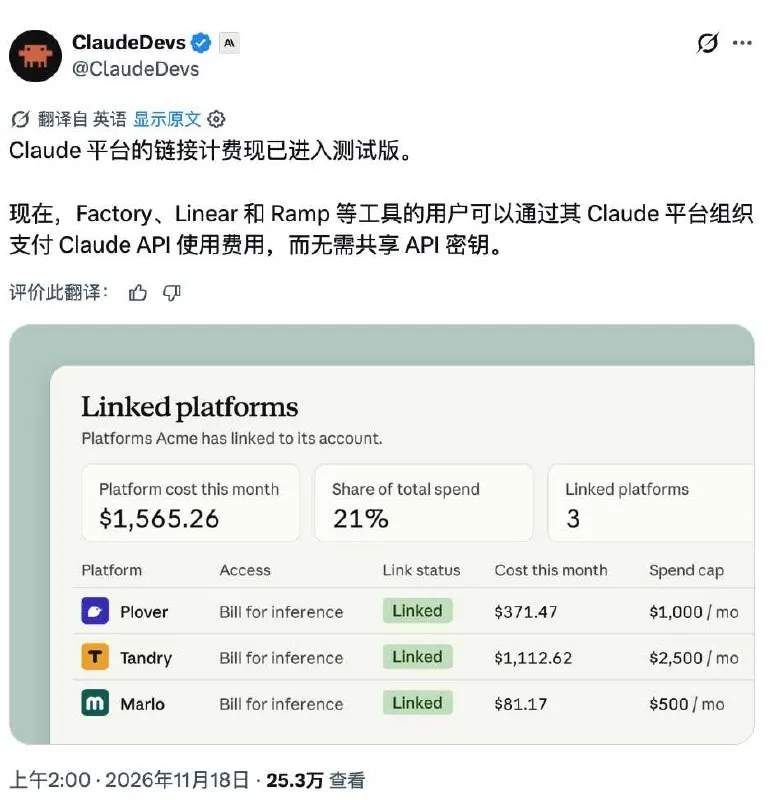 ClaudeDevs
@ClaudeDevs
翻译自 英语 显示原文
Claude 平台的链接计费现已进入测试版。
现在，Factory、Linear 和 Ramp 等工具的用户可以通过其 Claude 平台组织
支付 Claude API 使用费用，而无需共享 API 密钥。
评价此翻译：
Linked platforms
Platforms Acme has linked to its account.
Platform cost this month
Share of total spend
Linked platforms
$1,565.26
21%
3
Platform Access Link status Cost this month Spend cap
Plover Bill for inference Linked $371.47 $1,000 / mo
Tandry Bill for inference Linked $1,112.62 $2,500 / mo
Marlo Bill for inference Linked $81.17 $500 / mo
上午2:00 · 2026年11月18日 · 25.3万 查看